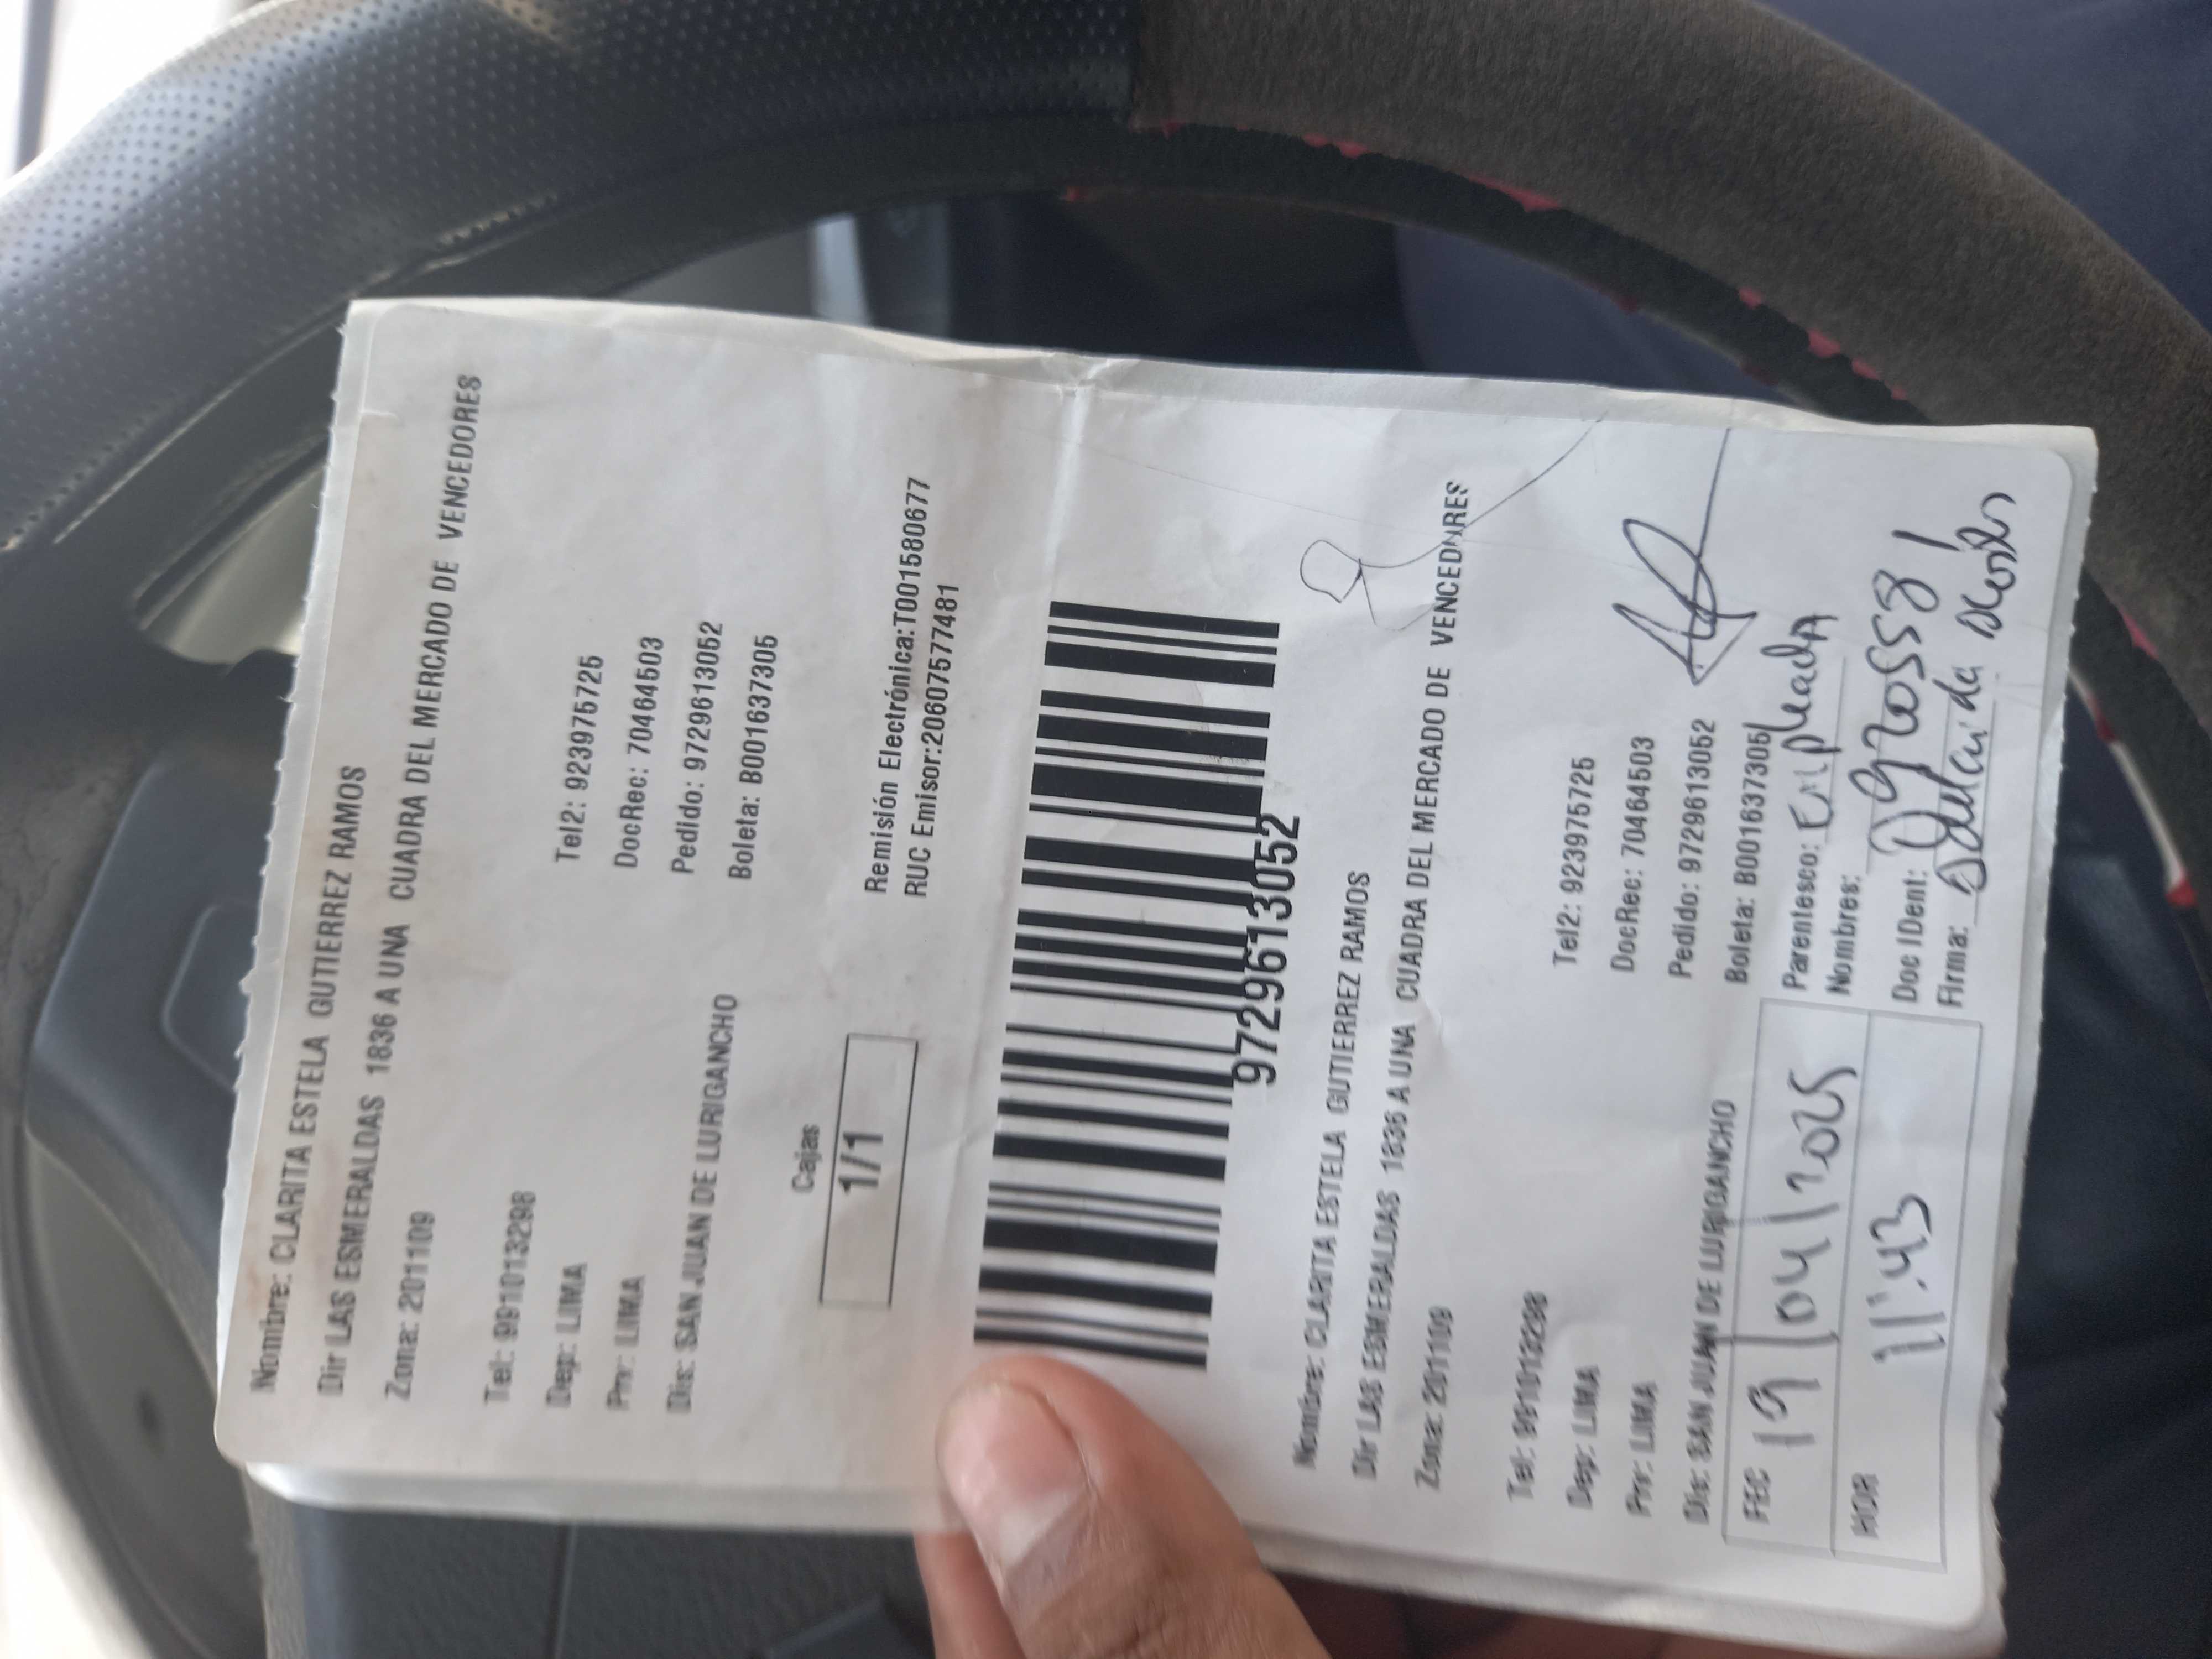 Nombre: CLARITA ESTELA GUTIERREZ RAMOS
Dir LAS ESMERALDAS 1836 A UNA CUADRA DEL MERCADO DE VENCEDORES
Zona: 201109
Tel: 991013298
Tel2: 923975725
Dep: LIMA
DocRec: 70464503
Prv: LIMA
Pedido: 9729613052
Dis: SAN JUAN DE LURIGANCHO
Boleta: B001637305
Cajas
1/1
Remisión Electrónica:T001580677
RUC Emisor:20607577481
9729613052
Nombre: CLARITA ESTELA GUTIERREZ RAMOS
Dir LAS ESMERALDAS 1836 A UNA CUADRA DEL MERCADO DE VENCEDORES
Zona: 201109
Tel: 991013298
Tel2: 923975725
Dep: LIMA
DocRec: 70464503
Prv: LIMA
Pedido: 9729613052
Dis: SAN JUAN DE LURIGANCHO
Boleta: B001637305
FEC 19/04/2025
Parentesco: Empleada
Nombres:
HOR 11:43
Doc IDent:
Firma: